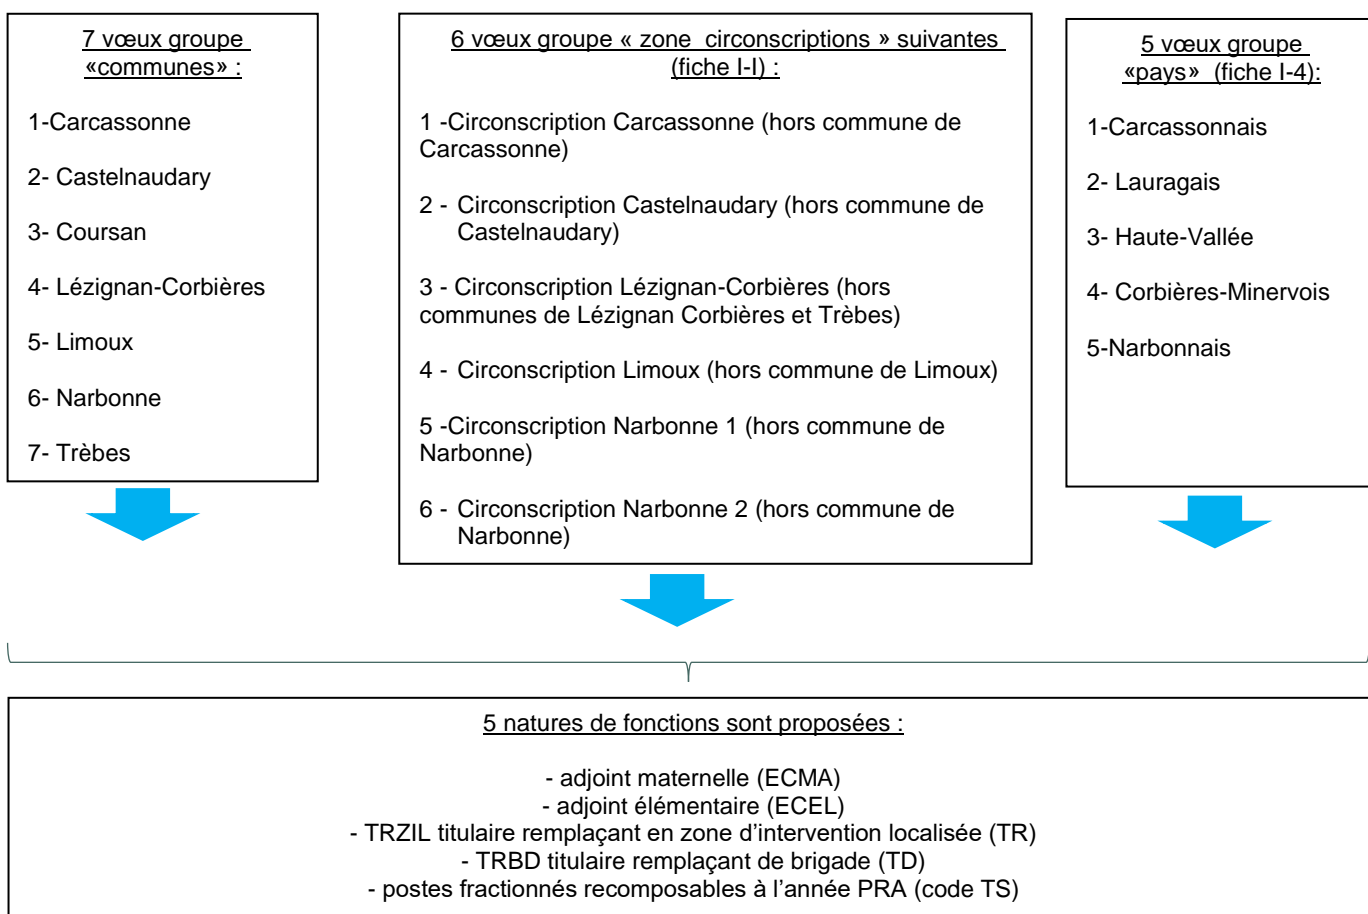 7 vœux groupe
«communes» :
1-Carcassonne
2- Castelnaudary
3- Coursan
4- Lézignan-Corbières
5- Limoux
6- Narbonne
7- Trèbes
6 vœux groupe « zone circonscriptions » suivantes
(fiche I-I) :
1 -Circonscription Carcassonne (hors commune de
Carcassonne)
2 - Circonscription Castelnaudary (hors commune de
Castelnaudary)
3 - Circonscription Lézignan-Corbières (hors
communes de Lézignan Corbières et Trèbes)
4 - Circonscription Limoux (hors commune de Limoux)
5 -Circonscription Narbonne 1 (hors commune de
Narbonne)
6 - Circonscription Narbonne 2 (hors commune de
Narbonne)
5 vœux groupe
«pays» (fiche I-4):
1-Carcassonnais
2- Lauragais
3- Haute-Vallée
4- Corbières-Minervois
5-Narbonnais
5 natures de fonctions sont proposées :
- adjoint maternelle (ECMA)
- adjoint élémentaire (ECEL)
- TRZIL titulaire remplaçant en zone d’intervention localisée (TR)
- TRBD titulaire remplaçant de brigade (TD)
- postes fractionnés recomposables à l’année PRA (code TS)